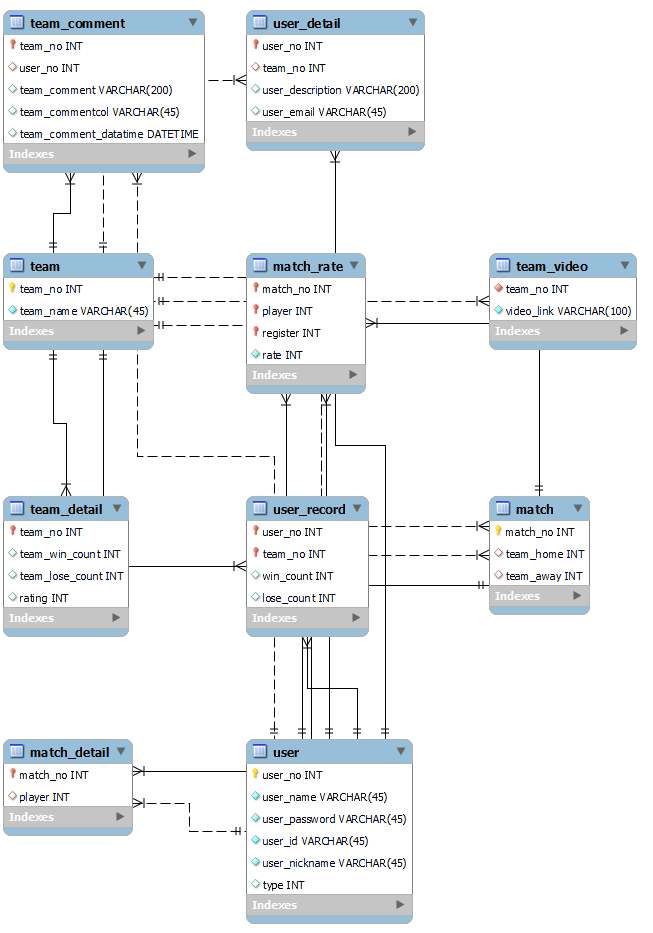 team_comment
team_no INT
user_no INT
team_comment VARCHAR(200)
team_commentcol VARCHAR(45)
team_comment_datatime DATETIME
Indexes
user_detail
user_no INT
team_no INT
user_description VARCHAR(200)
user_email VARCHAR(45)
Indexes
team
team_no INT
team_name VARCHAR(45)
Indexes
match_rate
match_no INT
player INT
register INT
rate INT
Indexes
team_video
team_no INT
video_link VARCHAR(100)
Indexes
team_detail
team_no INT
team_win_count INT
team_lose_count INT
rating INT
Indexes
user_record
user_no INT
team_no INT
win_count INT
lose_count INT
Indexes
match
match_no INT
team_home INT
team_away INT
Indexes
match_detail
match_no INT
player INT
Indexes
user
user_no INT
user_name VARCHAR(45)
user_password VARCHAR(45)
user_id VARCHAR(45)
user_nickname VARCHAR(45)
type INT
Indexes